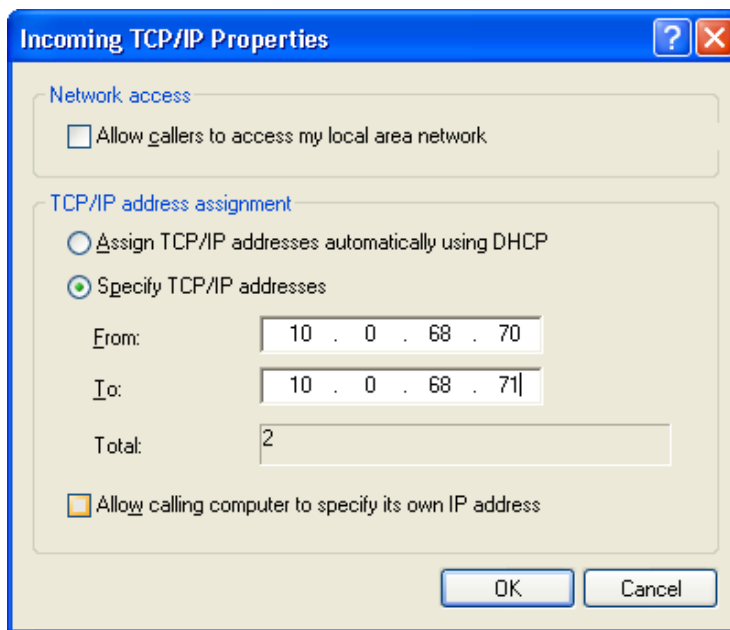 Incoming TCP/IP Properties
Network access
Allow callers to access my local area network
TCP/IP address assignment
Assign TCP/IP addresses automatically using DHCP
Specify TCP/IP addresses
From: 10 . 0 . 68 . 70
To: 10 . 0 . 68 . 71
Total: 2
Allow calling computer to specify its own IP address
OK Cancel